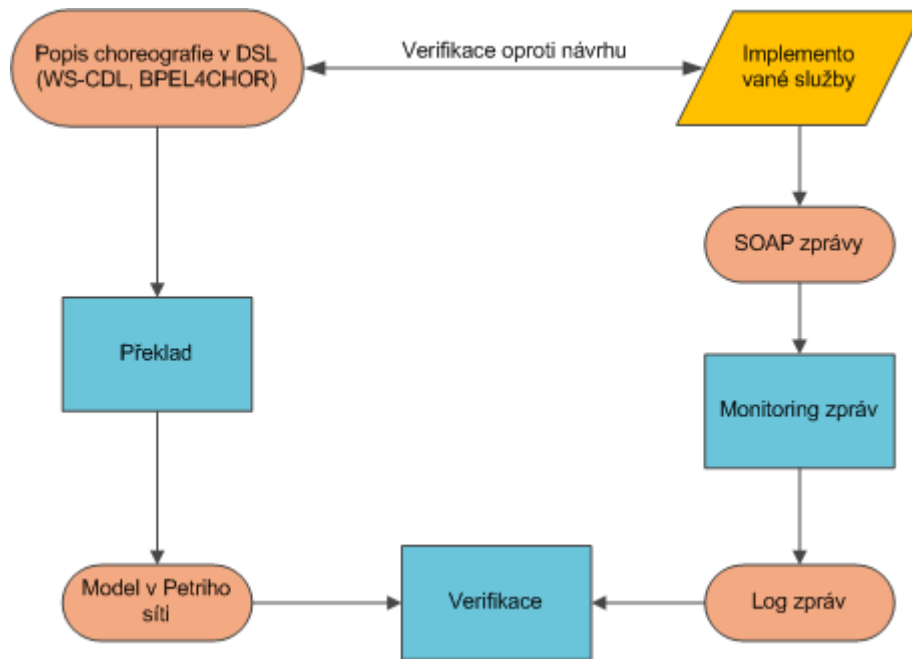 Popis choreografie v DSL
(WS-CDL, BPEL4CHOR)
Verifikace oproti návrhu
Implemento
vané služby
SOAP zprávy
Překlad
Monitoring zpráv
Model v Petriho
síti
Verifikace
Log zpráv